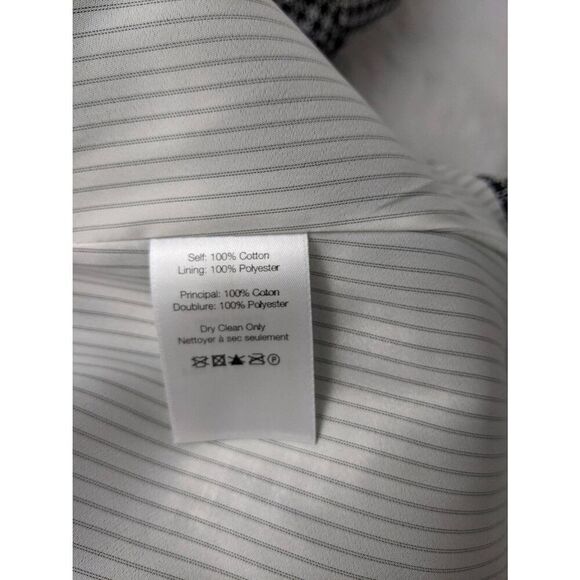 Self: 100% Cotton
Lining: 100% Polyester
Principal: 100% Coton
Doublure: 100% Polyester
Dry Clean Only
Nettoyer à sec seulement
P